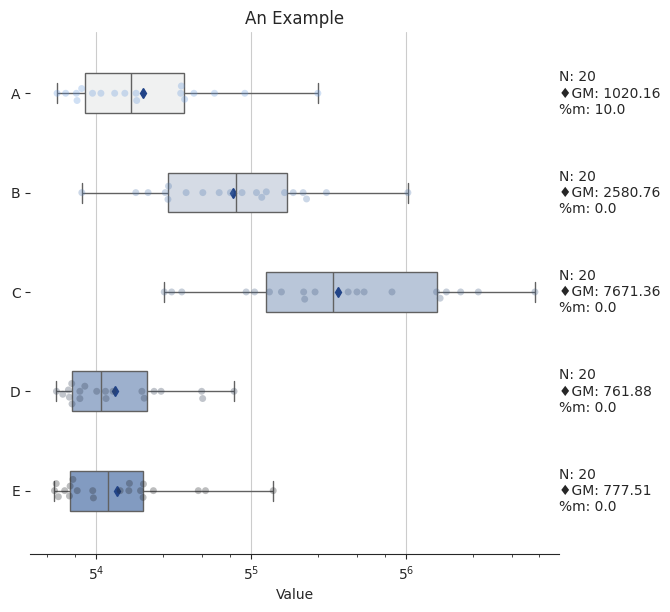 An Example
A
N: 20
♦GM: 1020.16
%m: 10.0
B
N: 20
♦GM: 2580.76
%m: 0.0
C
N: 20
♦GM: 7671.36
%m: 0.0
D
N: 20
♦GM: 761.88
%m: 0.0
E
N: 20
♦GM: 777.51
%m: 0.0
5⁴ 5⁵ 5⁶
Value